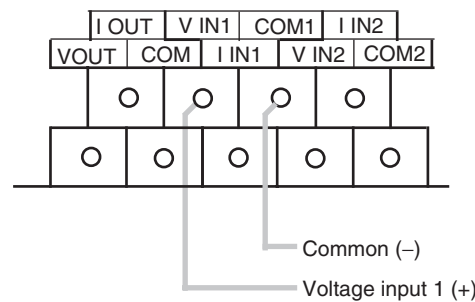 I OUT V IN1 COM1 I IN2
VOUT COM I IN1 V IN2 COM2
Common (−)
Voltage input 1 (+)